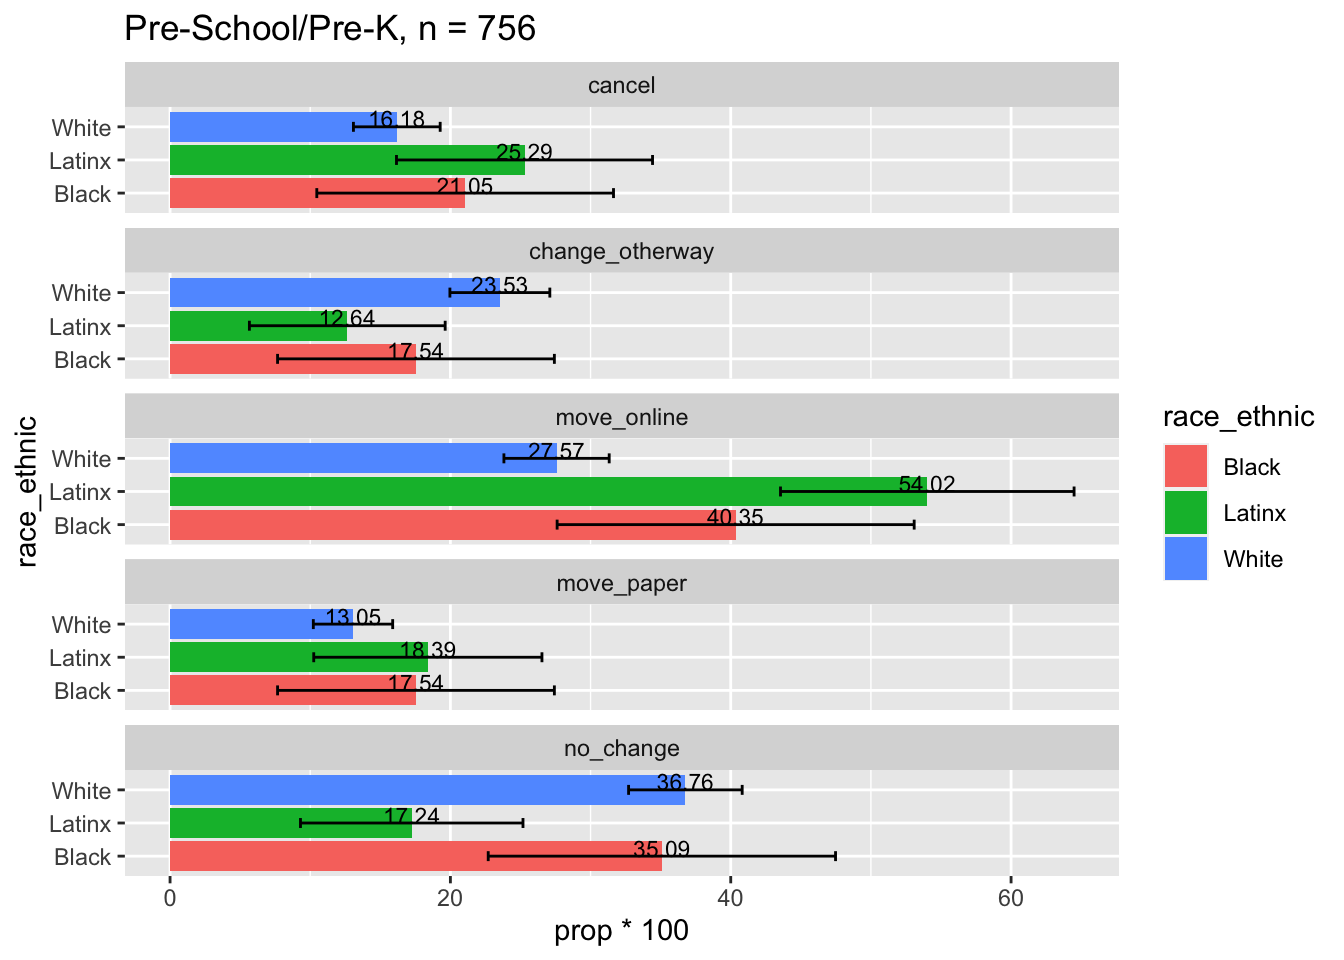 Pre-School/Pre-K, n = 756
cancel
White 16.18
Latinx 25.29
Black 21.05
change_otherway
White 23.53
Latinx 12.64
Black 17.54
move_online
White 27.57
Latinx 54.02
Black 40.35
move_paper
White 13.05
Latinx 18.39
Black 17.54
no_change
White 36.76
Latinx 17.24
Black 35.09
0 20 40 60
prop * 100
race_ethnic
race_ethnic
Black
Latinx
White